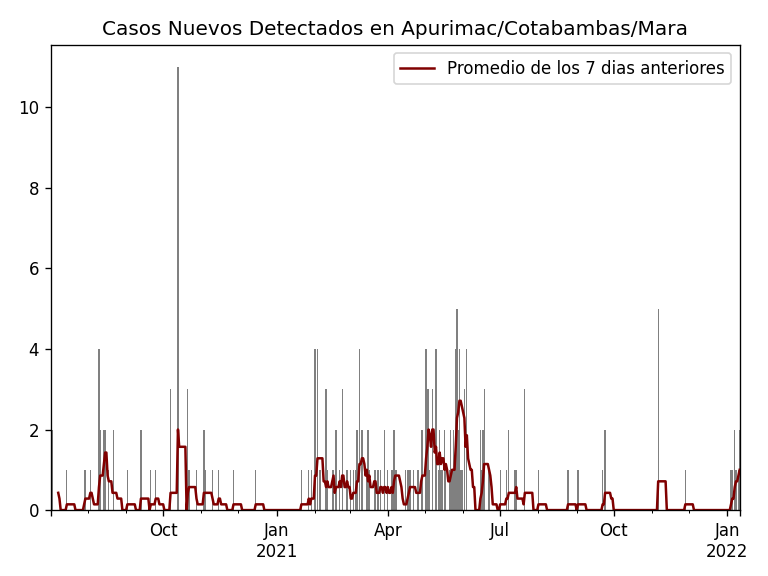 Casos Nuevos Detectados en Apurimac/Cotabambas/Mara
Promedio de los 7 dias anteriores
10
8
6
4
2
0
Oct
Jan
2021
Apr
Jul
Oct
Jan
2022